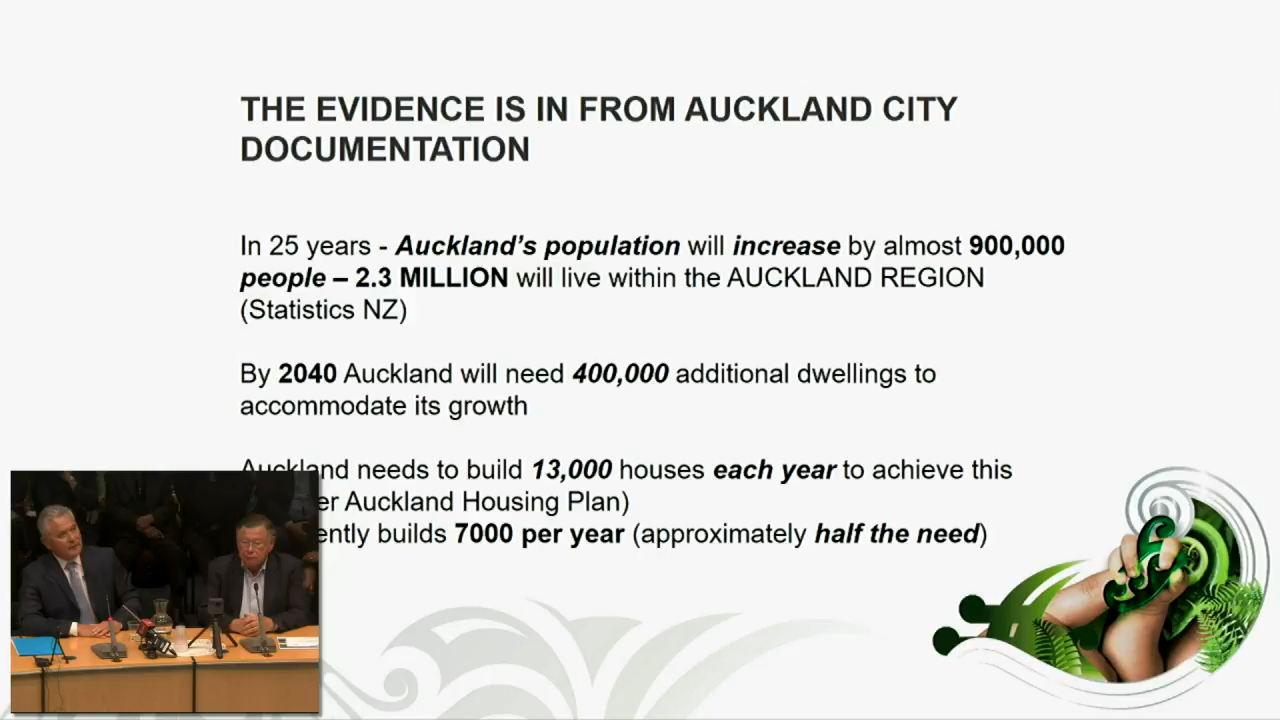 THE EVIDENCE IS IN FROM AUCKLAND CITY
DOCUMENTATION
In 25 years - Auckland's population will increase by almost 900,000
people – 2.3 MILLION will live within the AUCKLAND REGION
(Statistics NZ)
By 2040 Auckland will need 400,000 additional dwellings to
accommodate its growth
Auckland needs to build 13,000 houses each year to achieve this
Auckland Housing Plan)
builds 7000 per year (approximately half the need)